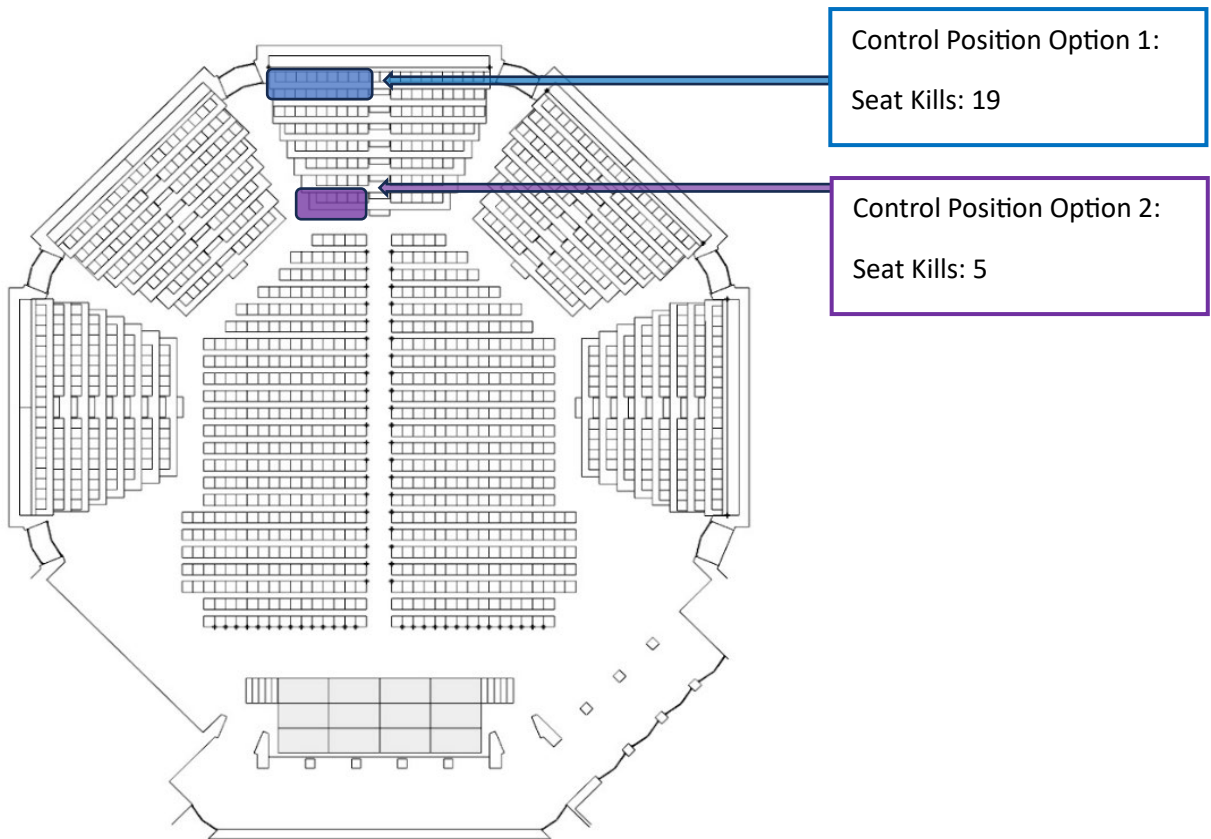 Control Position Option 1:
Seat Kills: 19
Control Position Option 2:
Seat Kills: 5